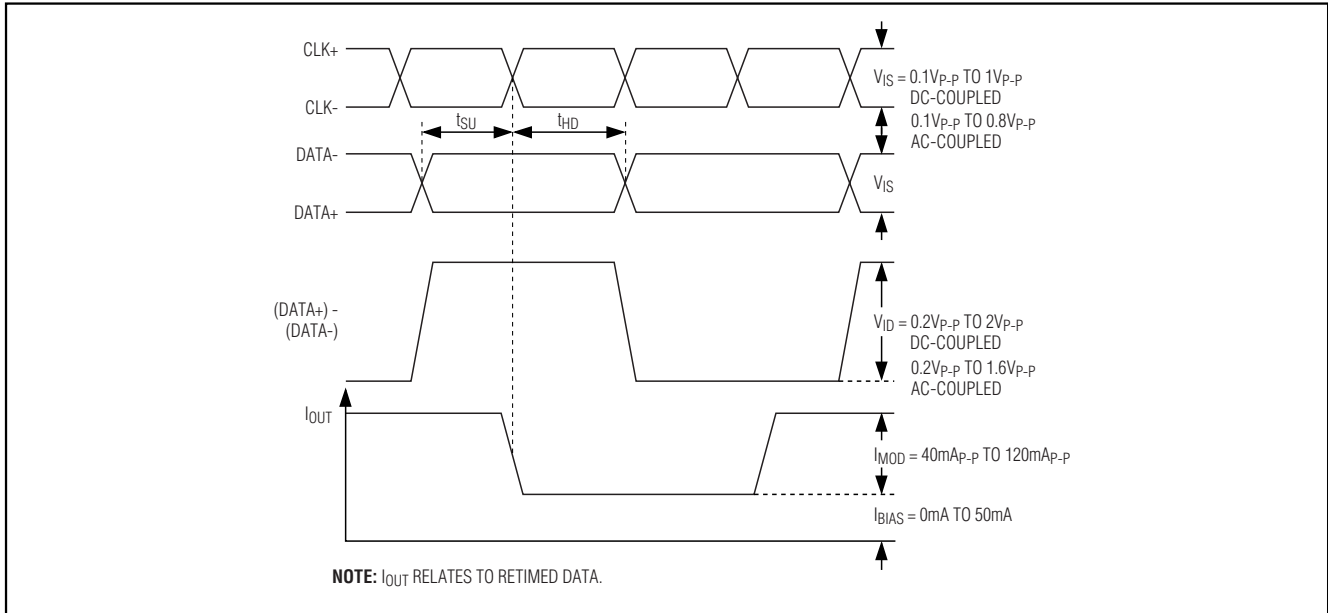 CLK+
CLK-
tSU
tHD
DATA-
DATA+
VIS = 0.1VP-P TO 1VP-P
DC-COUPLED
0.1VP-P TO 0.8VP-P
AC-COUPLED
VIS
(DATA+) -
(DATA-)
VID = 0.2VP-P TO 2VP-P
DC-COUPLED
0.2VP-P TO 1.6VP-P
AC-COUPLED
IOUT
IMOD = 40mAP-P TO 120mAP-P
IBIAS = 0mA TO 50mA
NOTE: IOUT RELATES TO RETIMED DATA.